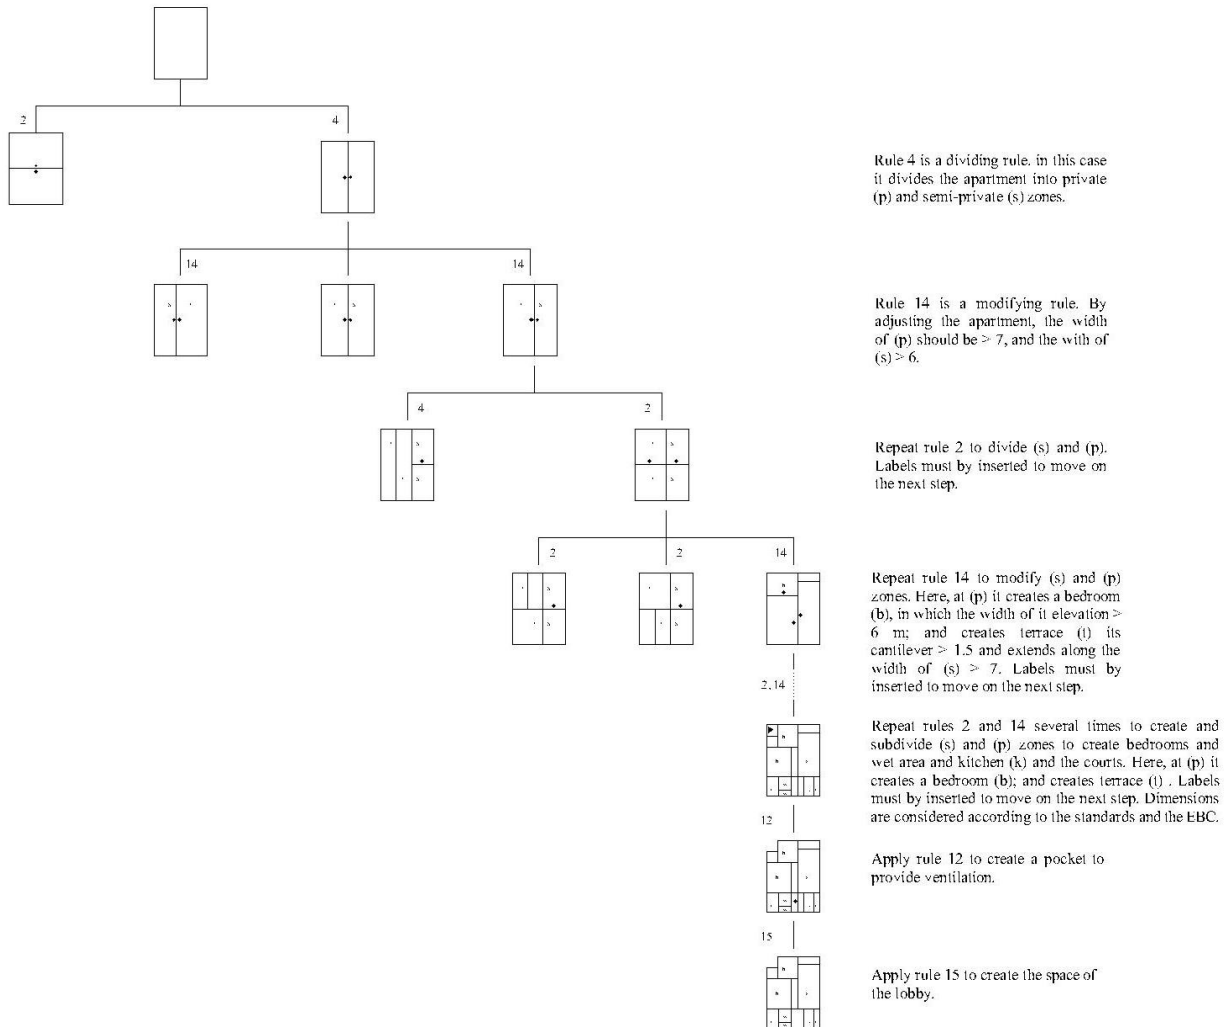 2
4
Rule 4 is a dividing rule. in this case
it divides the apartment into private
(p) and semi-private (s) zones.
14
14
Rule 14 is a modifying rule. By
adjusting the apartment, the width
of (p) should be > 7, and the with of
(s) > 6.
4
2
Repeat rule 2 to divide (s) and (p).
Labels must by inserted to move on
the next step.
2
2
14
Repeat rule 14 to modify (s) and (p)
zones. Here, at (p) it creates a bedroom
(b), in which the width of it elevation >
6 m; and creates terrace (t) its
cantilever > 1.5 and extends along the
width of (s) > 7. Labels must by
inserted to move on the next step.
2, 14
Repeat rules 2 and 14 several times to create and
subdivide (s) and (p) zones to create bedrooms and
wet area and kitchen (k) and the courts. Here, at (p) it
creates a bedroom (b); and creates terrace (t) . Labels
must by inserted to move on the next step. Dimensions
are considered according to the standards and the EBC.
12
Apply rule 12 to create a pocket to
provide ventilation.
15
Apply rule 15 to create the space of
the lobby.